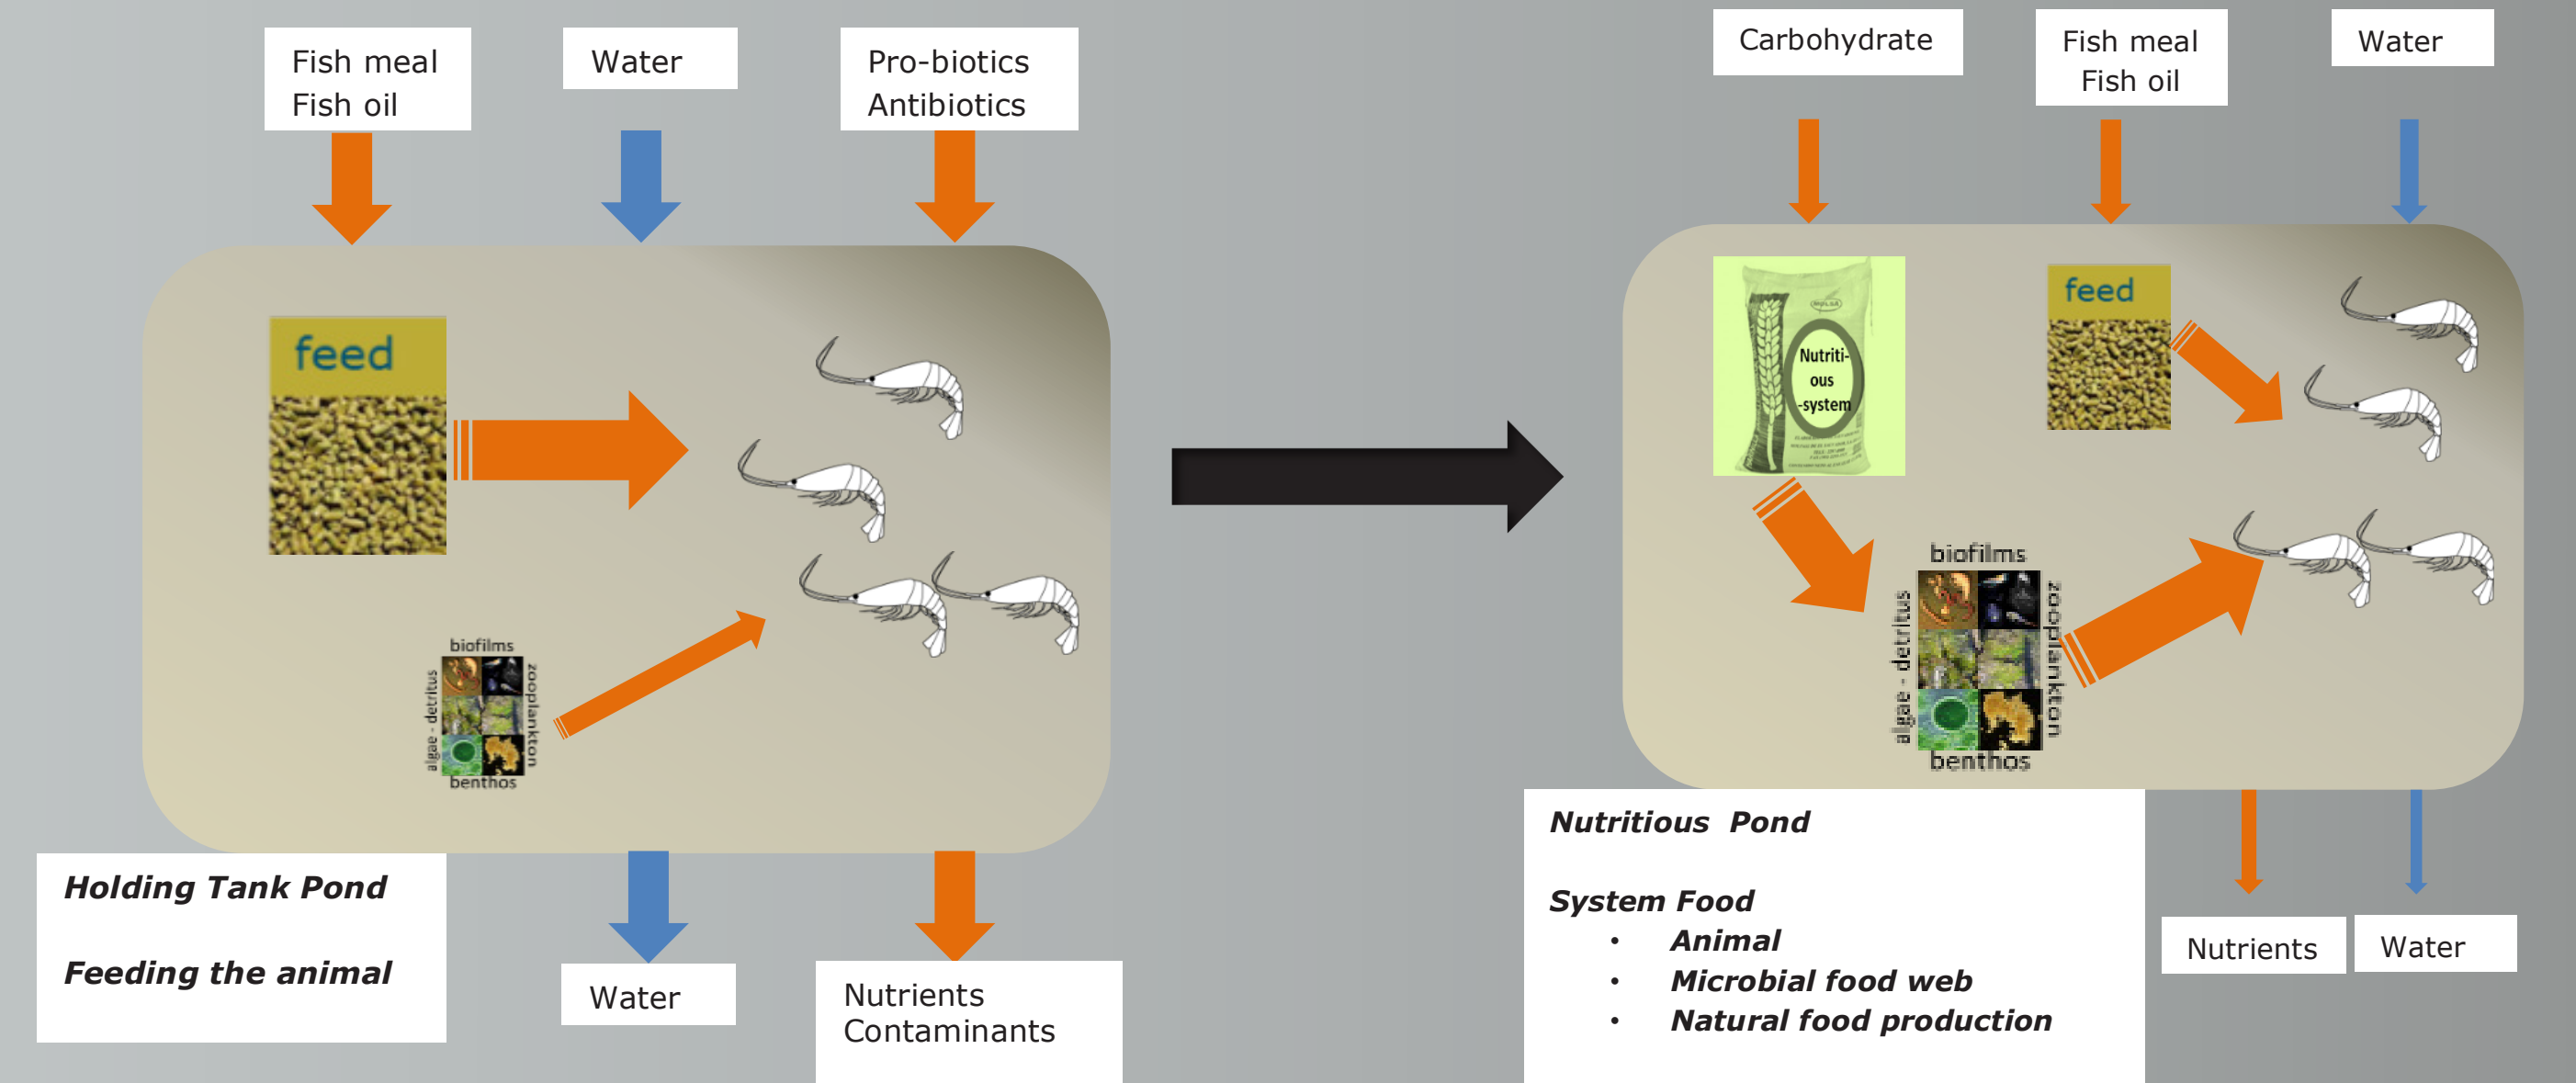 Fish meal
Fish oil
Water
Pro-biotics
Antibiotics
feed
biofilms
algae - detritus
zooplankton
benthos
Holding Tank Pond
Feeding the animal
Water
Nutrients
Contaminants
Carbohydrate
Fish meal
Fish oil
Water
Nutriti-
ous
-system
feed
biofilms
algae - detritus
zooplankton
benthos
Nutritious Pond
System Food
• Animal
• Microbial food web
• Natural food production
Nutrients
Water